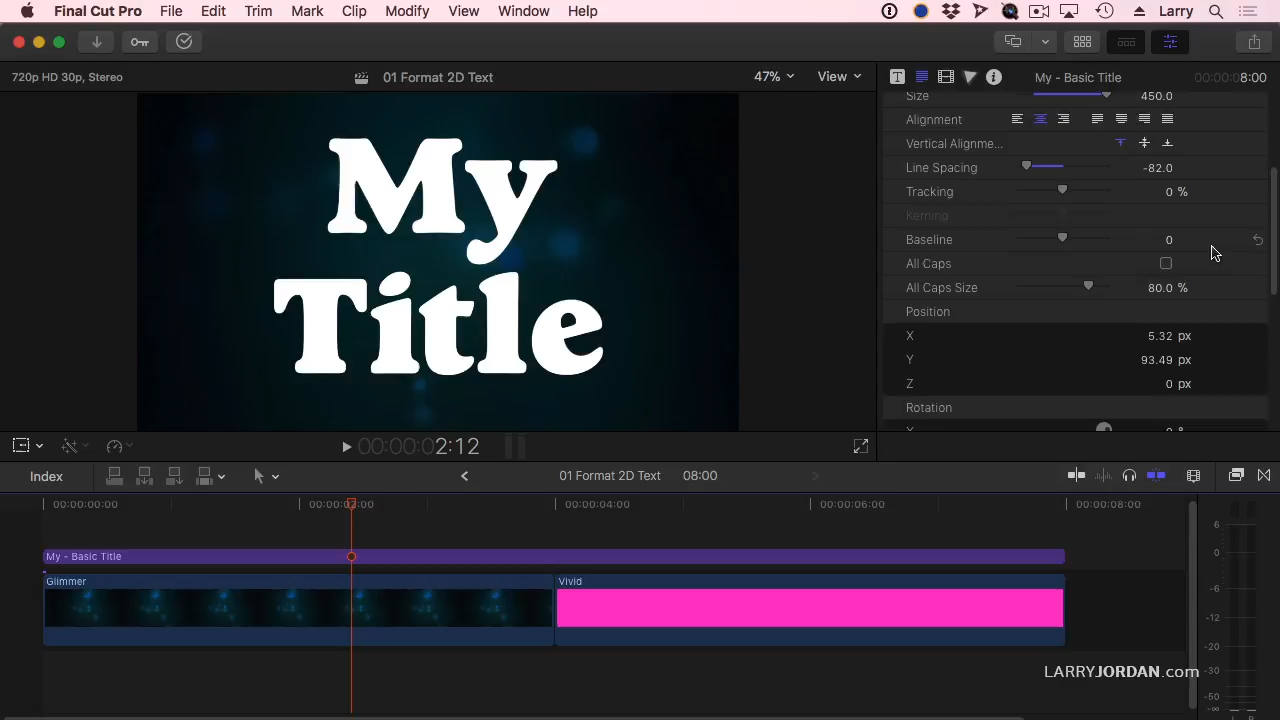 Final Cut Pro File Edit Trim Mark Clip Modify View Window Help Larry
720p HD 30p, Stereo 01 Format 2D Text 47% View My - Basic Title 00:00:08:00
My
Title
Size 450.0
Alignment
Vertical Alignme...
Line Spacing -82.0
Tracking 0 %
Kerning
Baseline 0
All Caps
All Caps Size 80.0 %
Position
X 5.32 px
Y 93.49 px
Z 0 px
Rotation
00:00:02:12
Index 01 Format 2D Text 08:00
00:00:00:00 00:00:02:00 00:00:04:00 00:00:06:00 00:00:08:00
My - Basic Title
Glimmer Vivid
6
0
-6
-12
-20
-30
-50
-∞
LARRYJORDAN.com